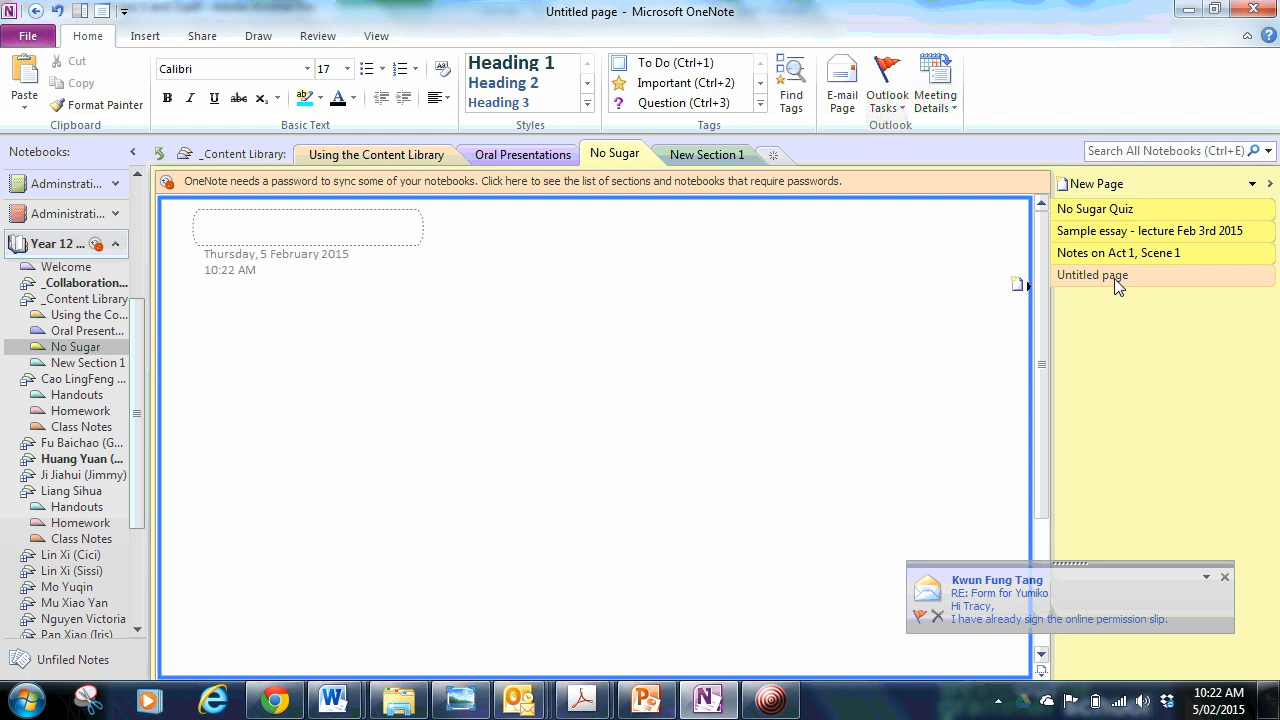 Untitled page - Microsoft OneNote
File Home Insert Share Draw Review View
Paste
Cut
Copy
Format Painter
Clipboard
Calibri 17
B I U abc x₂ A
Basic Text
Heading 1
Heading 2
Heading 3
Styles
To Do (Ctrl+1)
Important (Ctrl+2)
Question (Ctrl+3)
Tags
Find Tags
E-mail Page
Outlook Tasks
Meeting Details
Outlook
Notebooks:
_Content Library: Using the Content Library Oral Presentations No Sugar New Section 1
Search All Notebooks (Ctrl+E)
Adminstrati...
Administrati...
Year 12 ...
Welcome
_Collaboration...
_Content Library
Using the Co...
Oral Present...
No Sugar
New Section 1
Cao LingFeng ...
Handouts
Homework
Class Notes
Fu Baichao (G...
Huang Yuan (...
Ji Jiahui (Jimmy)
Liang Sihua
Handouts
Homework
Class Notes
Lin Xi (Cici)
Lin Xi (Sissi)
Mo Yuqin
Mu Xiao Yan
Nguyen Victoria
Pan Xiao (Iris)
Unfiled Notes
OneNote needs a password to sync some of your notebooks. Click here to see the list of sections and notebooks that require passwords.
Thursday, 5 February 2015
10:22 AM
New Page
No Sugar Quiz
Sample essay - lecture Feb 3rd 2015
Notes on Act 1, Scene 1
Untitled page
Kwun Fung Tang
RE: Form for Yumiko
Hi Tracy,
I have already sign the online permission slip.
10:22 AM
5/02/2015